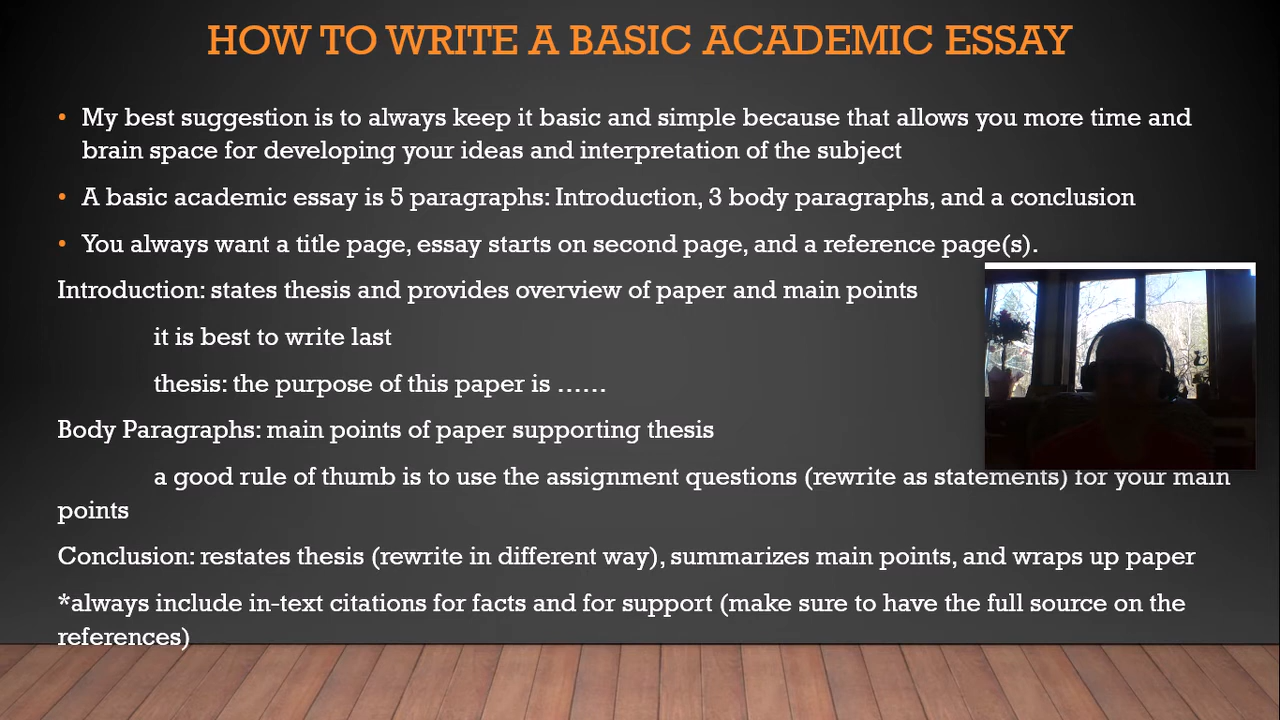 HOW TO WRITE A BASIC ACADEMIC ESSAY
• My best suggestion is to always keep it basic and simple because that allows you more time and
brain space for developing your ideas and interpretation of the subject
• A basic academic essay is 5 paragraphs: Introduction, 3 body paragraphs, and a conclusion
• You always want a title page, essay starts on second page, and a reference page(s).
Introduction: states thesis and provides overview of paper and main points
it is best to write last
thesis: the purpose of this paper is ……
Body Paragraphs: main points of paper supporting thesis
a good rule of thumb is to use the assignment questions (rewrite as statements) for your main
points
Conclusion: restates thesis (rewrite in different way), summarizes main points, and wraps up paper
*always include in-text citations for facts and for support (make sure to have the full source on the
references)